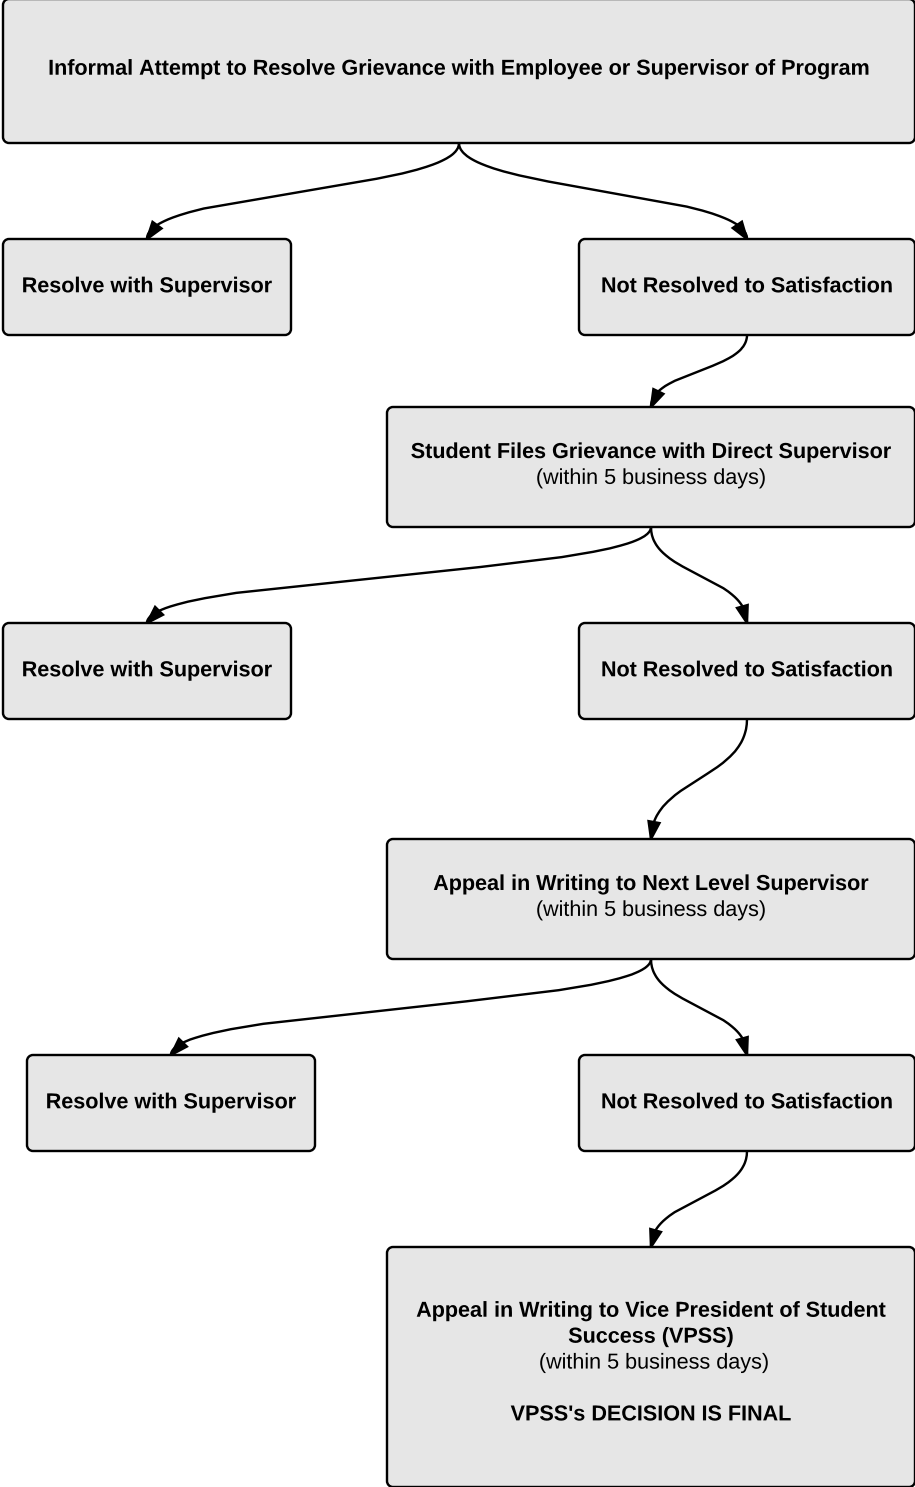 Informal Attempt to Resolve Grievance with Employee or Supervisor of Program
Resolve with Supervisor
Not Resolved to Satisfaction
Student Files Grievance with Direct Supervisor
(within 5 business days)
Resolve with Supervisor
Not Resolved to Satisfaction
Appeal in Writing to Next Level Supervisor
(within 5 business days)
Resolve with Supervisor
Not Resolved to Satisfaction
Appeal in Writing to Vice President of Student
Success (VPSS)
(within 5 business days)
VPSS's DECISION IS FINAL